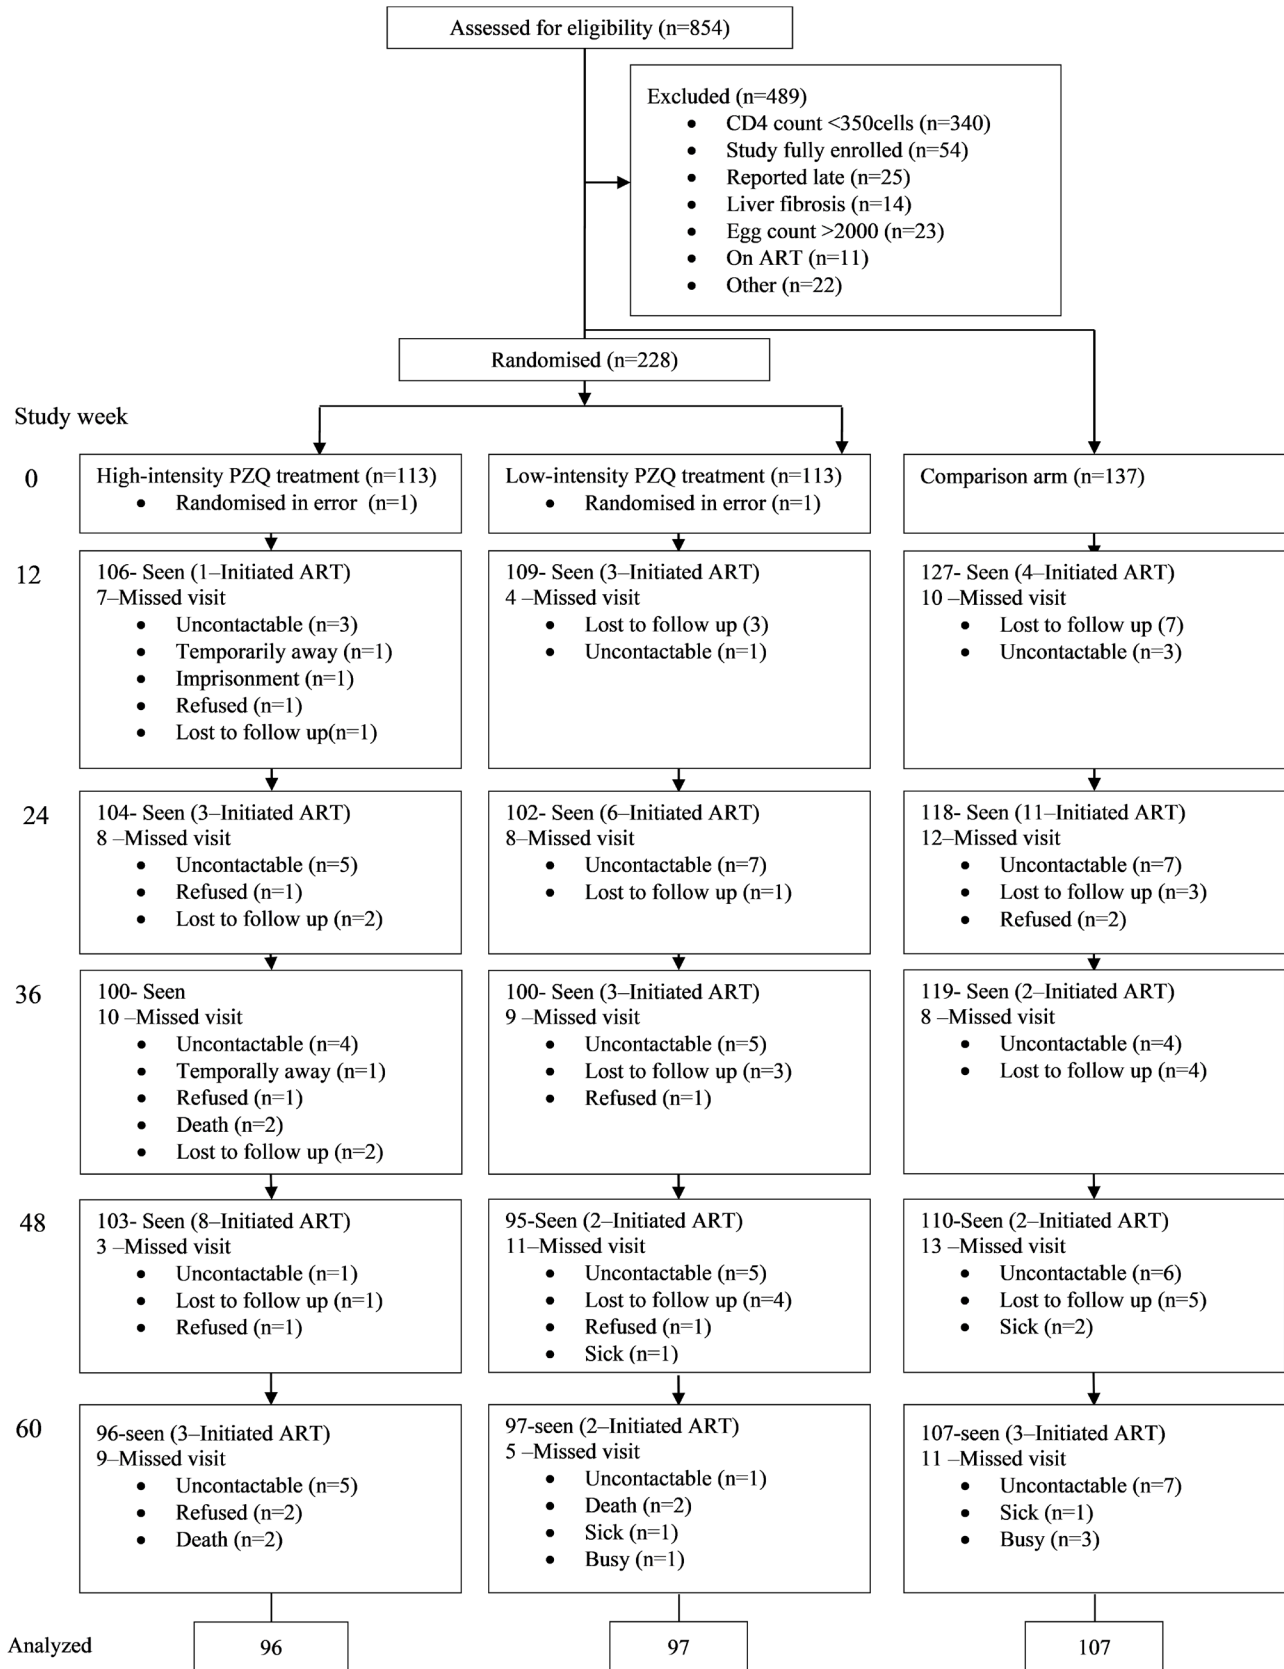 Assessed for eligibility (n=854)
Excluded (n=489)
• CD4 count <350cells (n=340)
• Study fully enrolled (n=54)
• Reported late (n=25)
• Liver fibrosis (n=14)
• Egg count >2000 (n=23)
• On ART (n=11)
• Other (n=22)
Randomised (n=228)
Study week
0
High-intensity PZQ treatment (n=113)
• Randomised in error (n=1)
Low-intensity PZQ treatment (n=113)
• Randomised in error (n=1)
Comparison arm (n=137)
12
106- Seen (1–Initiated ART)
7–Missed visit
• Uncontactable (n=3)
• Temporarily away (n=1)
• Imprisonment (n=1)
• Refused (n=1)
• Lost to follow up(n=1)
109- Seen (3–Initiated ART)
4 –Missed visit
• Lost to follow up (3)
• Uncontactable (n=1)
127- Seen (4–Initiated ART)
10 –Missed visit
• Lost to follow up (7)
• Uncontactable (n=3)
24
104- Seen (3–Initiated ART)
8 –Missed visit
• Uncontactable (n=5)
• Refused (n=1)
• Lost to follow up (n=2)
102- Seen (6–Initiated ART)
8–Missed visit
• Uncontactable (n=7)
• Lost to follow up (n=1)
118- Seen (11–Initiated ART)
12–Missed visit
• Uncontactable (n=7)
• Lost to follow up (n=3)
• Refused (n=2)
36
100- Seen
10 –Missed visit
• Uncontactable (n=4)
• Temporally away (n=1)
• Refused (n=1)
• Death (n=2)
• Lost to follow up (n=2)
100- Seen (3–Initiated ART)
9 –Missed visit
• Uncontactable (n=5)
• Lost to follow up (n=3)
• Refused (n=1)
119- Seen (2–Initiated ART)
8 –Missed visit
• Uncontactable (n=4)
• Lost to follow up (n=4)
48
103- Seen (8–Initiated ART)
3 –Missed visit
• Uncontactable (n=1)
• Lost to follow up (n=1)
• Refused (n=1)
95-Seen (2–Initiated ART)
11–Missed visit
• Uncontactable (n=5)
• Lost to follow up (n=4)
• Refused (n=1)
• Sick (n=1)
110-Seen (2–Initiated ART)
13 –Missed visit
• Uncontactable (n=6)
• Lost to follow up (n=5)
• Sick (n=2)
60
96-seen (3–Initiated ART)
9–Missed visit
• Uncontactable (n=5)
• Refused (n=2)
• Death (n=2)
97-seen (2–Initiated ART)
5 –Missed visit
• Uncontactable (n=1)
• Death (n=2)
• Sick (n=1)
• Busy (n=1)
107-seen (3–Initiated ART)
11 –Missed visit
• Uncontactable (n=7)
• Sick (n=1)
• Busy (n=3)
Analyzed
96
97
107